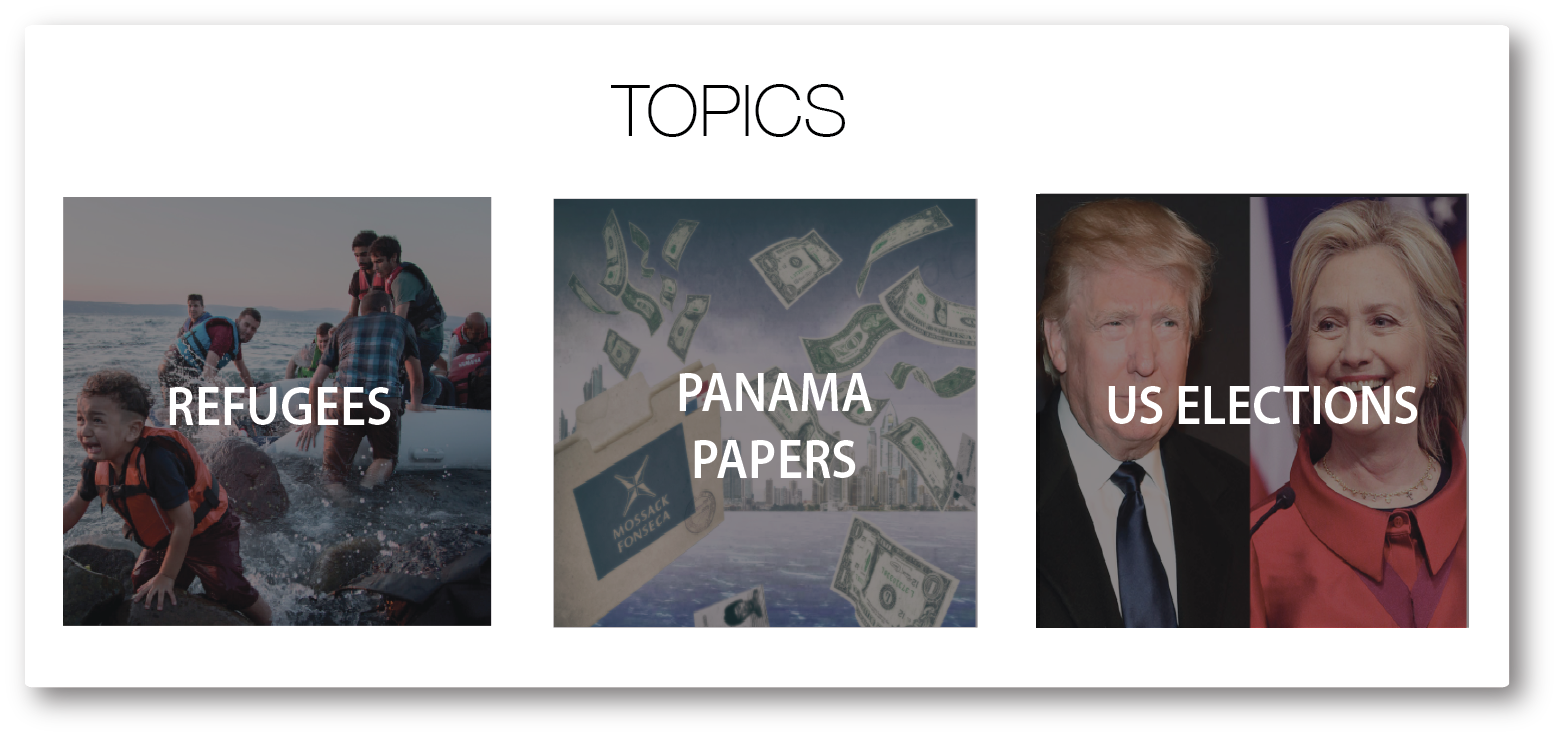 TOPICS
REFUGEES
PANAMA
PAPERS
US ELECTIONS
MOSSACK
FONSECA